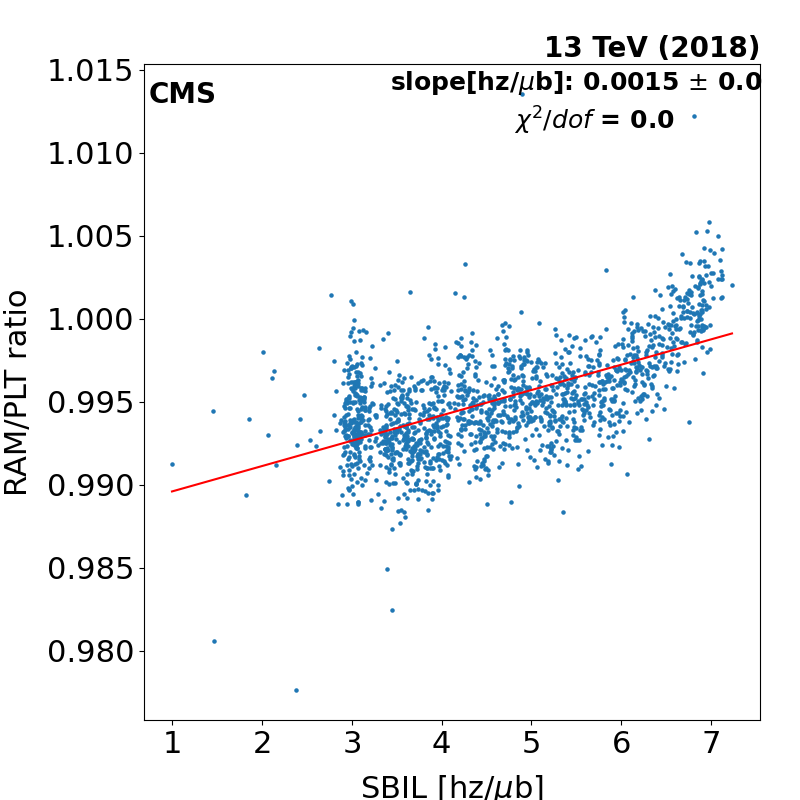 13 TeV (2018)
CMS
slope[hz/μb]: 0.0015 ± 0.0
χ²/dof = 0.0
1.015
1.010
1.005
1.000
0.995
0.990
0.985
0.980
RAM/PLT ratio
1 2 3 4 5 6 7
SBIL [hz/μb]